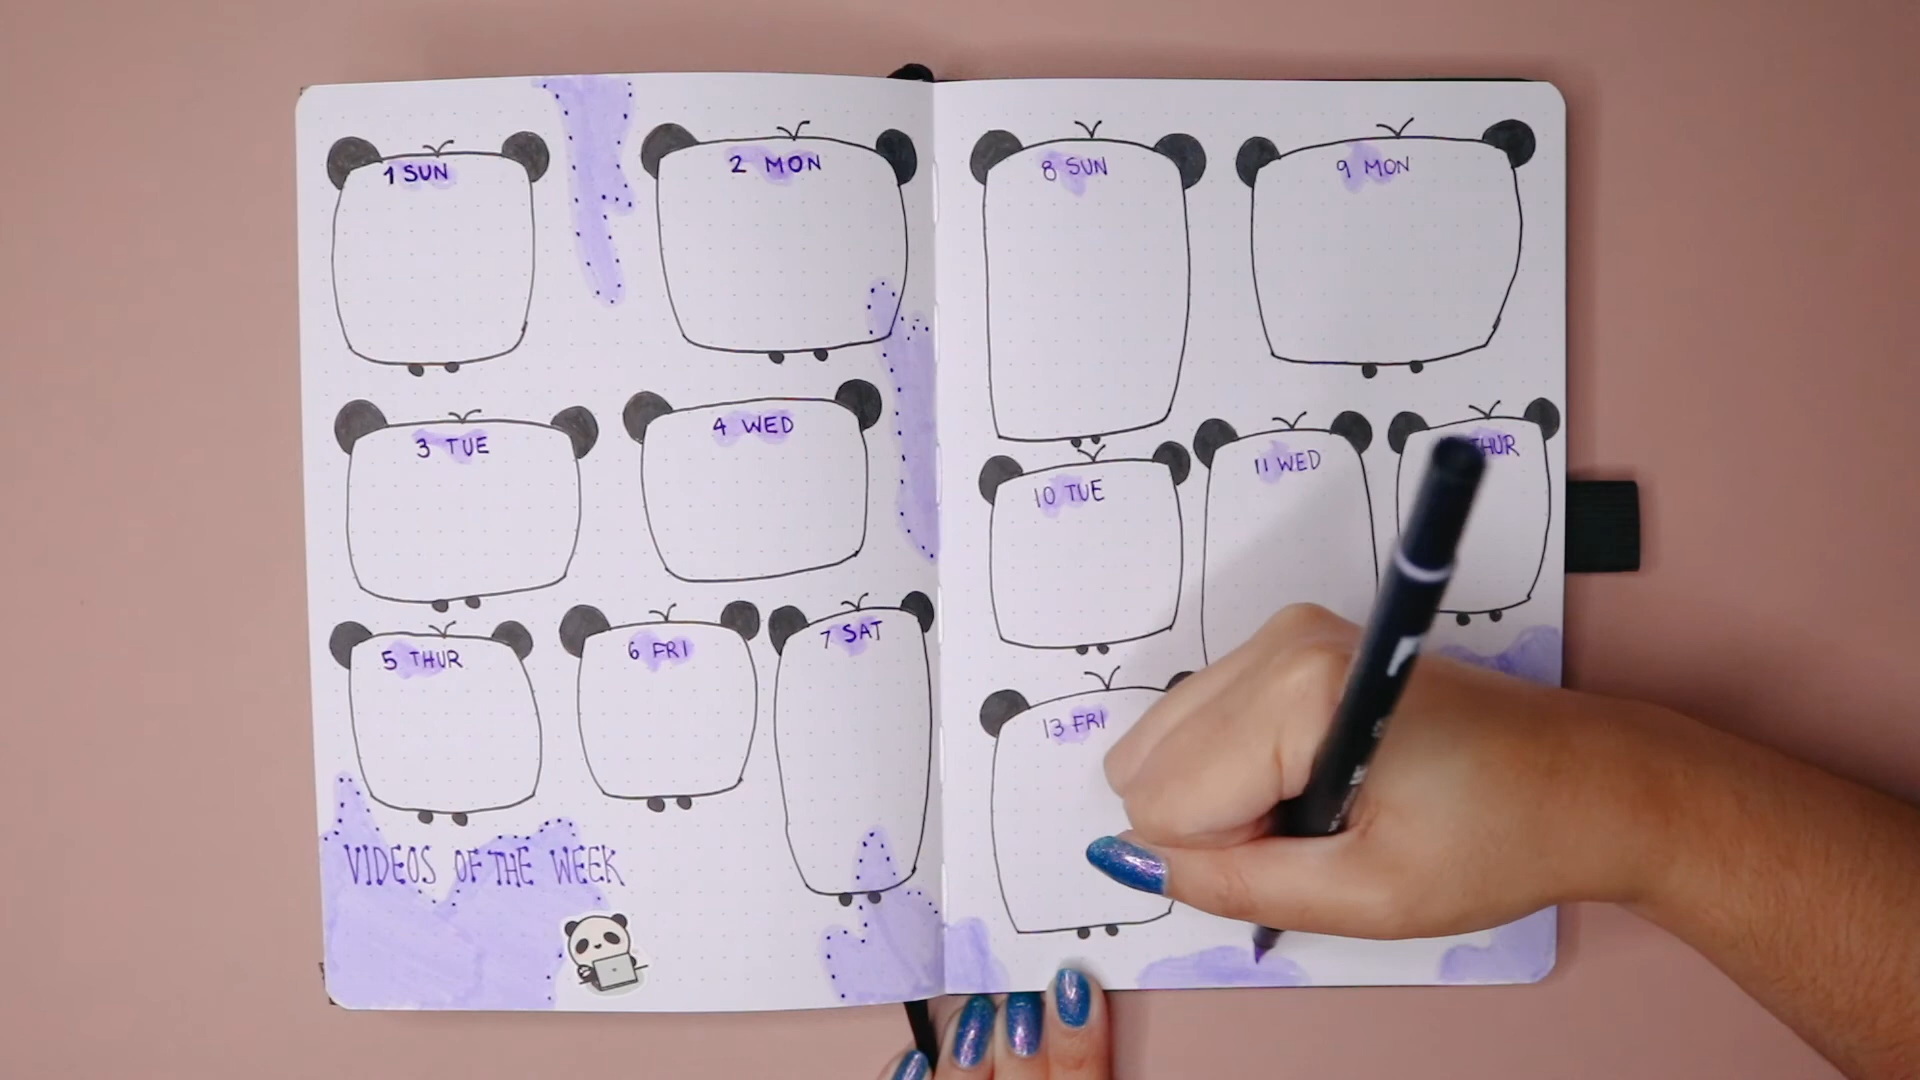 1 SUN
2 MON
3 TUE
4 WED
5 THUR
6 FRI
7 SAT
VIDEOS OF THE WEEK
8 SUN
9 MON
10 TUE
11 WED
THUR
13 FRI